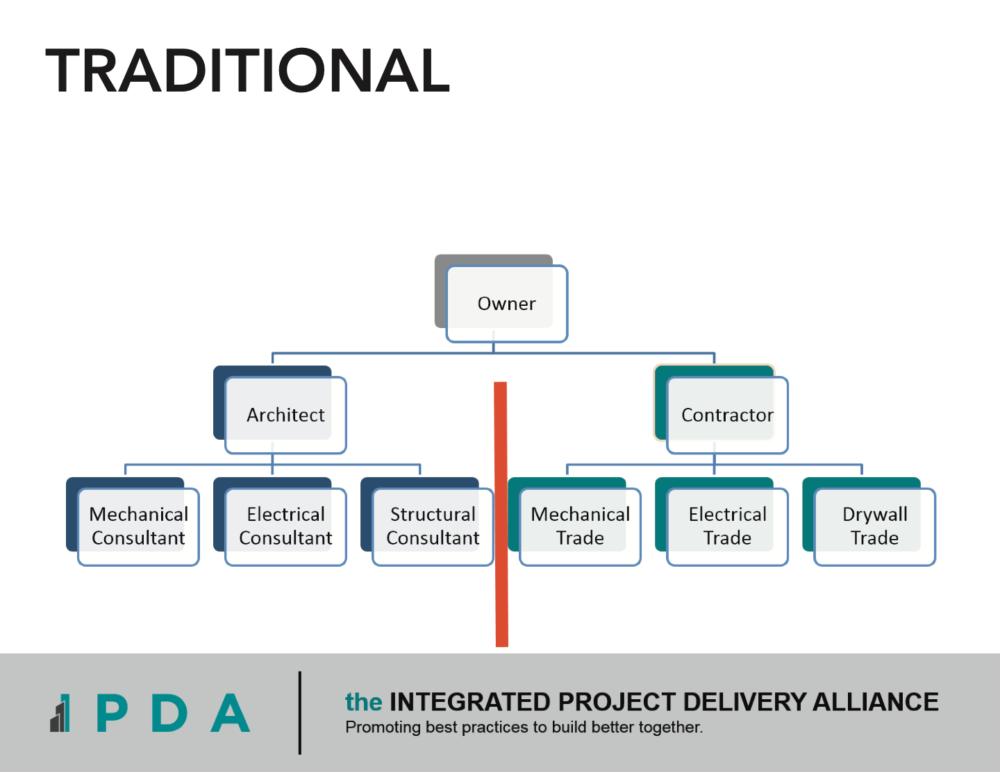 TRADITIONAL
Owner
Architect
Contractor
Mechanical
Consultant
Electrical
Consultant
Structural
Consultant
Mechanical
Trade
Electrical
Trade
Drywall
Trade
IPDA
the INTEGRATED PROJECT DELIVERY ALLIANCE
Promoting best practices to build better together.